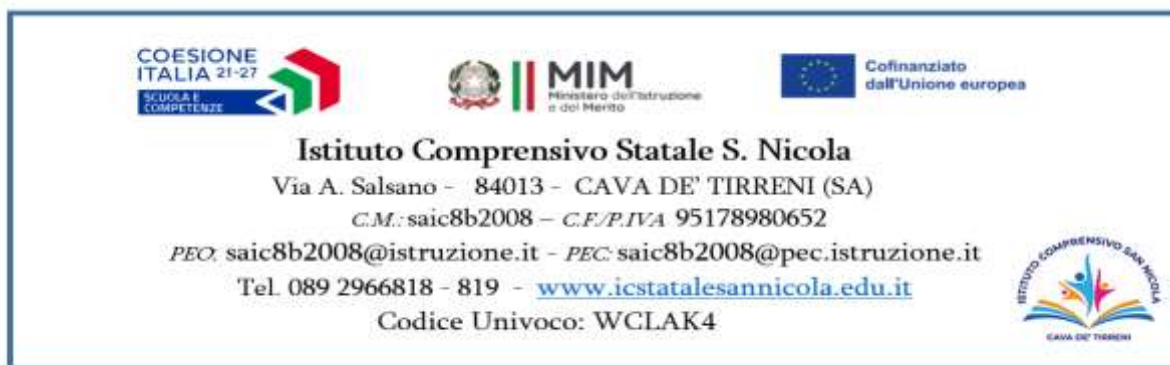 COESIONE
ITALIA 21-27
SCUOLA E
COMPETENZE
MIM
Ministero dell'Istruzione
e del Merito
Cofinanziato
dall'Unione europea
Istituto Comprensivo Statale S. Nicola
Via A. Salsano - 84013 - CAVA DE' TIRRENI (SA)
C.M.: saic8b2008 – C.F./P.IVA 95178980652
PEO: saic8b2008@istruzione.it - PEC: saic8b2008@pec.istruzione.it
Tel. 089 2966818 - 819 - www.icstatalesannicola.edu.it
Codice Univoco: WCLAK4
ISTITUTO COMPRENSIVO SAN NICOLA
CAVA DE' TIRRENI